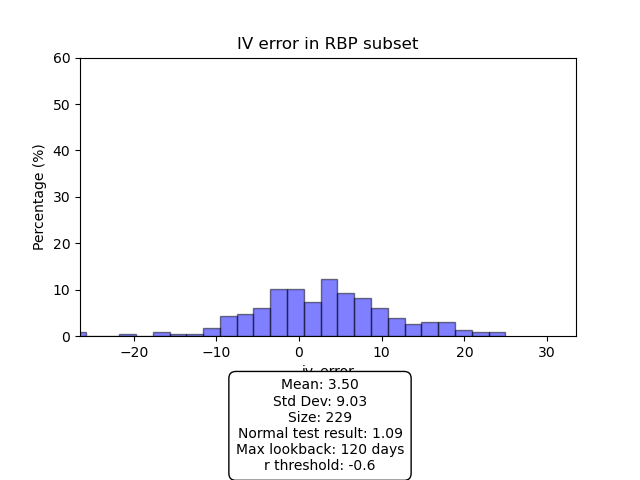 IV error in RBP subset
60
50
40
30
20
10
0
Percentage (%)
−20
−10
0
10
20
30
iv_error
Mean: 3.50
Std Dev: 9.03
Size: 229
Normal test result: 1.09
Max lookback: 120 days
r threshold: -0.6